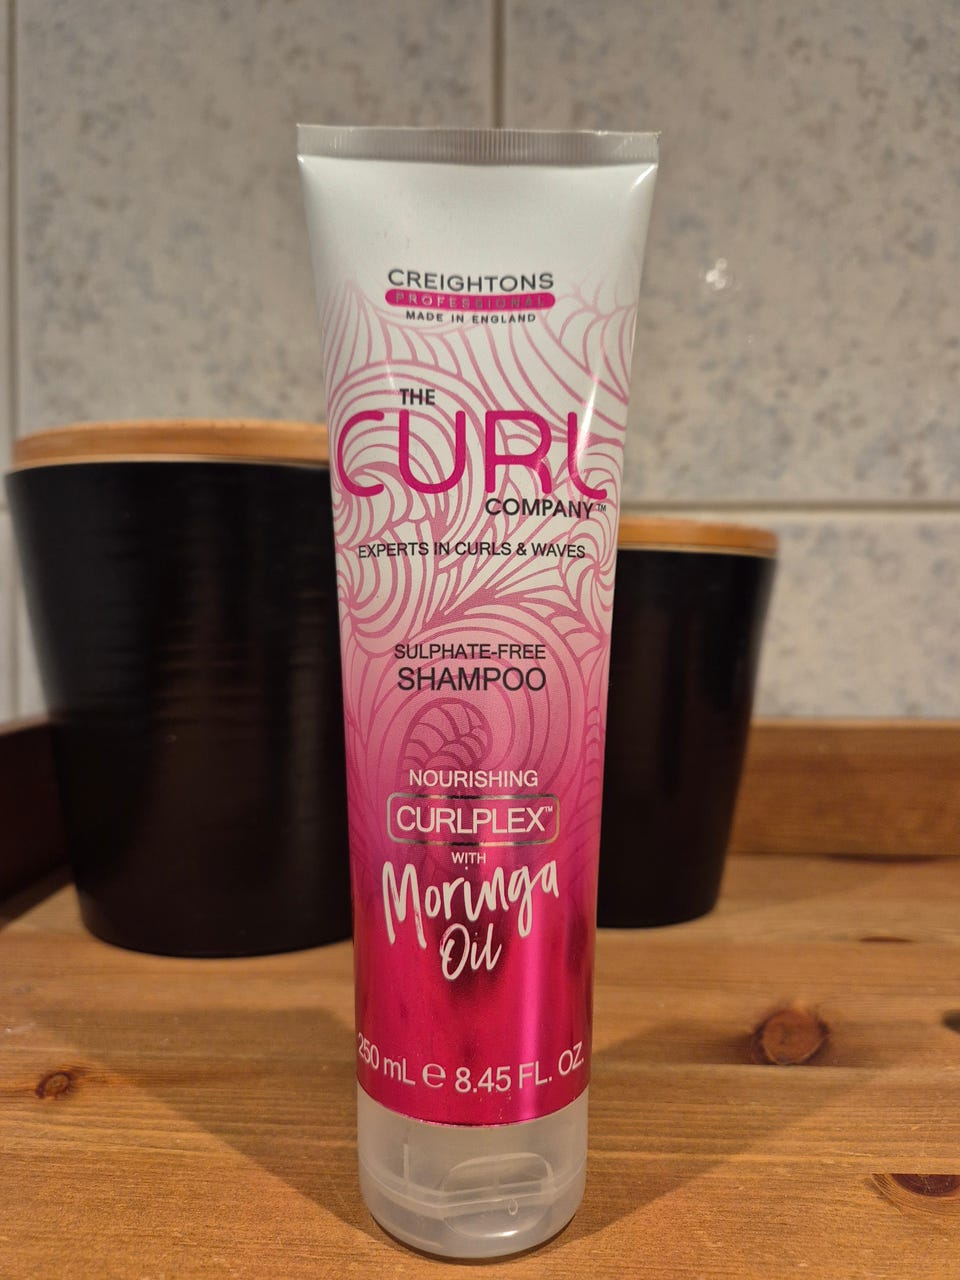 CREIGHTONS
PROFESSIONAL
MADE IN ENGLAND
THE
CURL
COMPANY™
EXPERTS IN CURLS & WAVES
SULPHATE-FREE
SHAMPOO
NOURISHING
CURLPLEX™
WITH
Moringa
Oil
250 mL ℮ 8.45 FL. OZ.